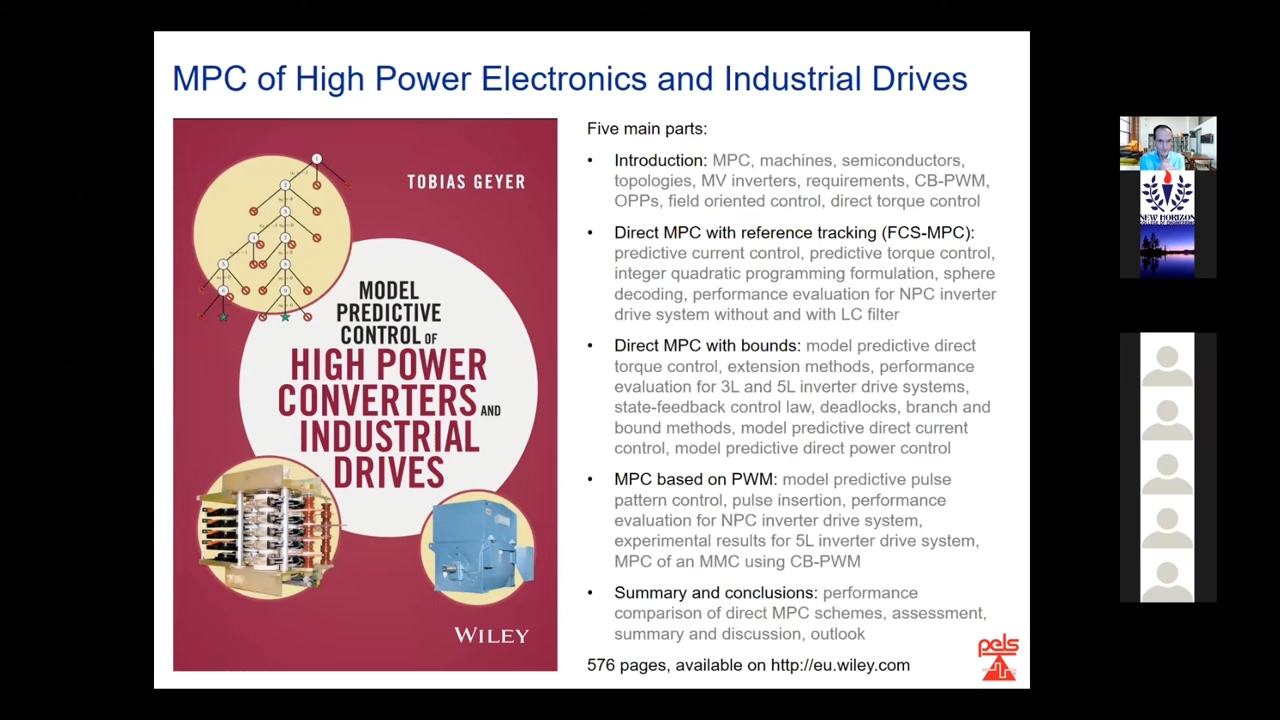 MPC of High Power Electronics and Industrial Drives
TOBIAS GEYER
MODEL
PREDICTIVE
CONTROL OF
HIGH POWER
CONVERTERS AND
INDUSTRIAL
DRIVES
WILEY
Five main parts:
• Introduction: MPC, machines, semiconductors,
topologies, MV inverters, requirements, CB-PWM,
OPPs, field oriented control, direct torque control
• Direct MPC with reference tracking (FCS-MPC):
predictive current control, predictive torque control,
integer quadratic programming formulation, sphere
decoding, performance evaluation for NPC inverter
drive system without and with LC filter
• Direct MPC with bounds: model predictive direct
torque control, extension methods, performance
evaluation for 3L and 5L inverter drive systems,
state-feedback control law, deadlocks, branch and
bound methods, model predictive direct current
control, model predictive direct power control
• MPC based on PWM: model predictive pulse
pattern control, pulse insertion, performance
evaluation for NPC inverter drive system,
experimental results for 5L inverter drive system,
MPC of an MMC using CB-PWM
• Summary and conclusions: performance
comparison of direct MPC schemes, assessment,
summary and discussion, outlook
576 pages, available on http://eu.wiley.com
pels
NEW HORIZON
COLLEGE OF ENGINEERING